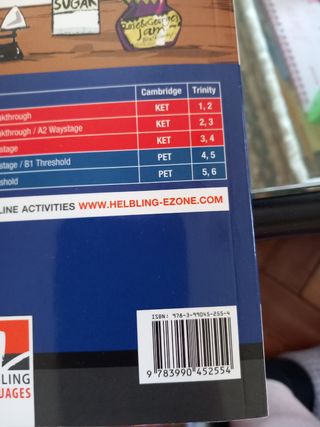 SUGAR
Jam
Cambridge Trinity
kthrough KET 1, 2
kthrough / A2 Waystage KET 2, 3
stage KET 3, 4
stage / B1 Threshold PET 4, 5
shold PET 5, 6
LINE ACTIVITIES WWW.HELBLING-EZONE.COM
ISBN: 978-3-99045-255-4
9 783990 452554
LING
GUAGES